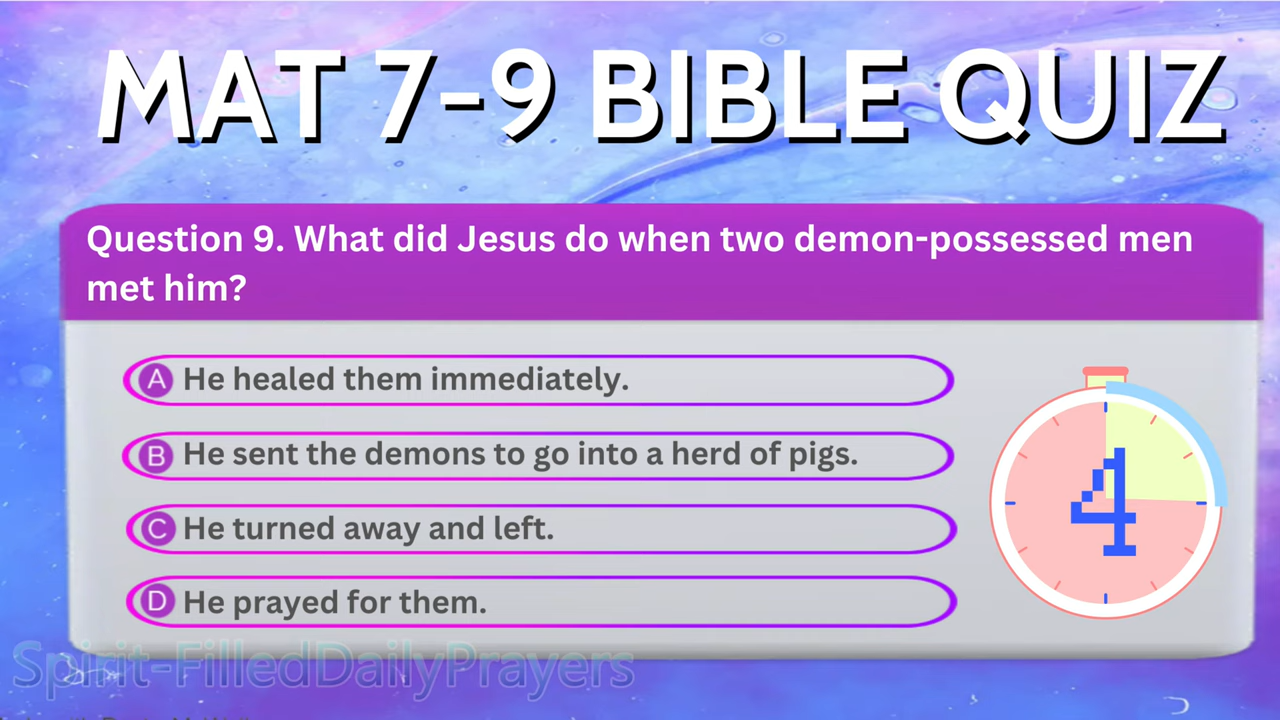 MAT 7-9 BIBLE QUIZ
Question 9. What did Jesus do when two demon-possessed men
met him?
A He healed them immediately.
B He sent the demons to go into a herd of pigs.
C He turned away and left.
D He prayed for them.
4
Spirit-FilledDailyPrayers